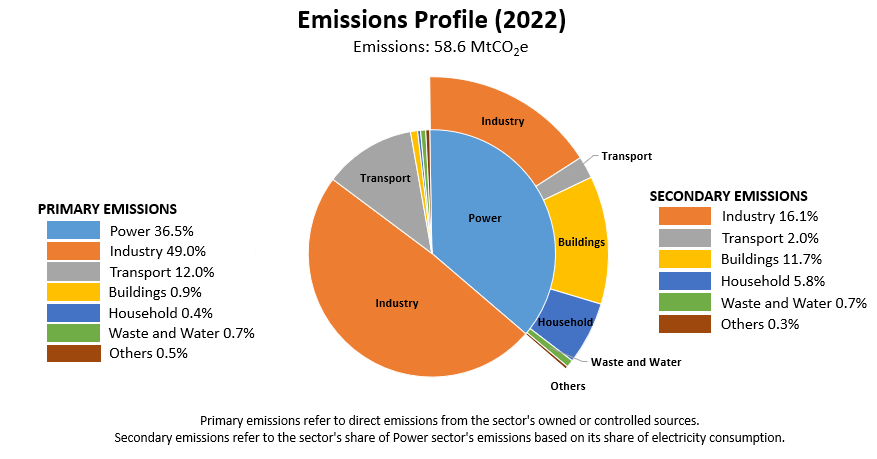 Emissions Profile (2022)
Emissions: 58.6 MtCO₂e
Industry
Transport
Transport
Power
Buildings
Industry
Household
Waste and Water
Others
PRIMARY EMISSIONS
Power 36.5%
Industry 49.0%
Transport 12.0%
Buildings 0.9%
Household 0.4%
Waste and Water 0.7%
Others 0.5%
SECONDARY EMISSIONS
Industry 16.1%
Transport 2.0%
Buildings 11.7%
Household 5.8%
Waste and Water 0.7%
Others 0.3%
Primary emissions refer to direct emissions from the sector's owned or controlled sources.
Secondary emissions refer to the sector's share of Power sector's emissions based on its share of electricity consumption.